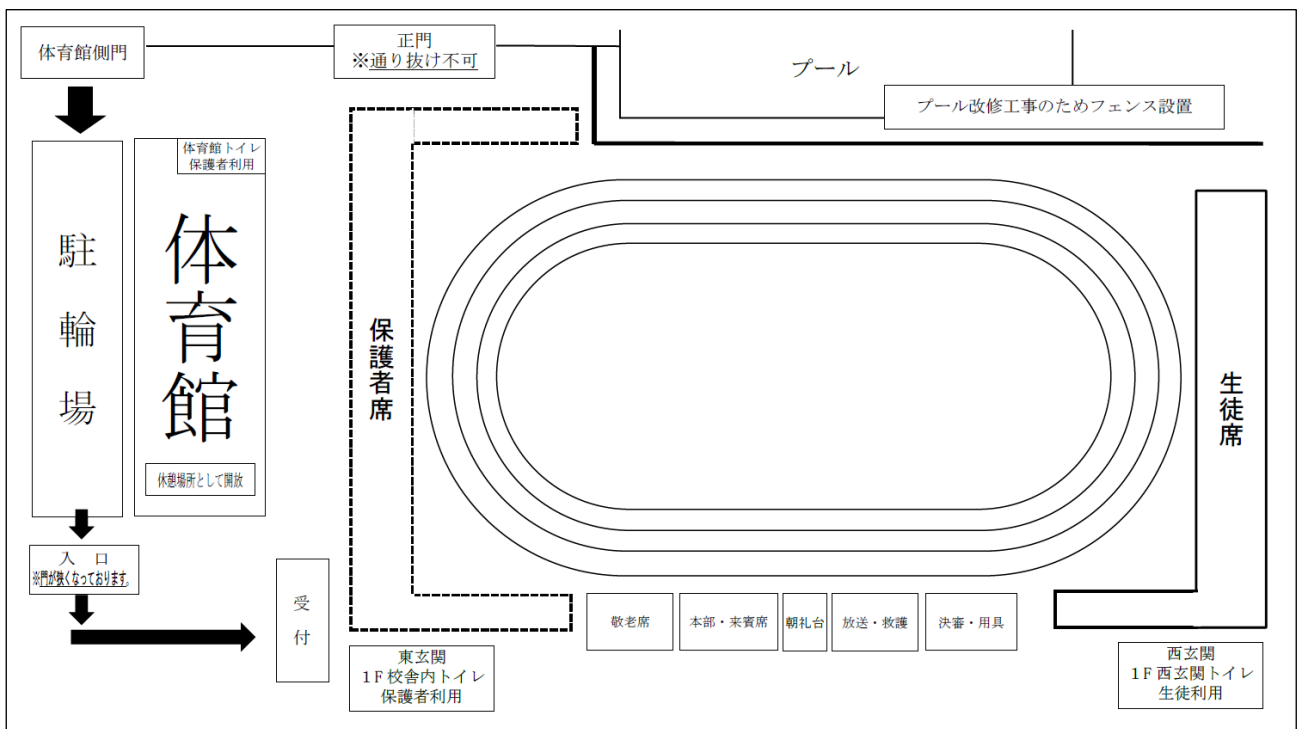 体育館側門
正門
※通り抜け不可
プール
プール改修工事のためフェンス設置
体育館トイレ
保護者利用
駐輪場
体育館
休憩場所として開放
入口
※門が狭くなっております。
受付
保護者席
生徒席
敬老席
本部・来賓席
朝礼台
放送・救護
決審・用具
東玄関
1F校舎内トイレ
保護者利用
西玄関
1F西玄関トイレ
生徒利用